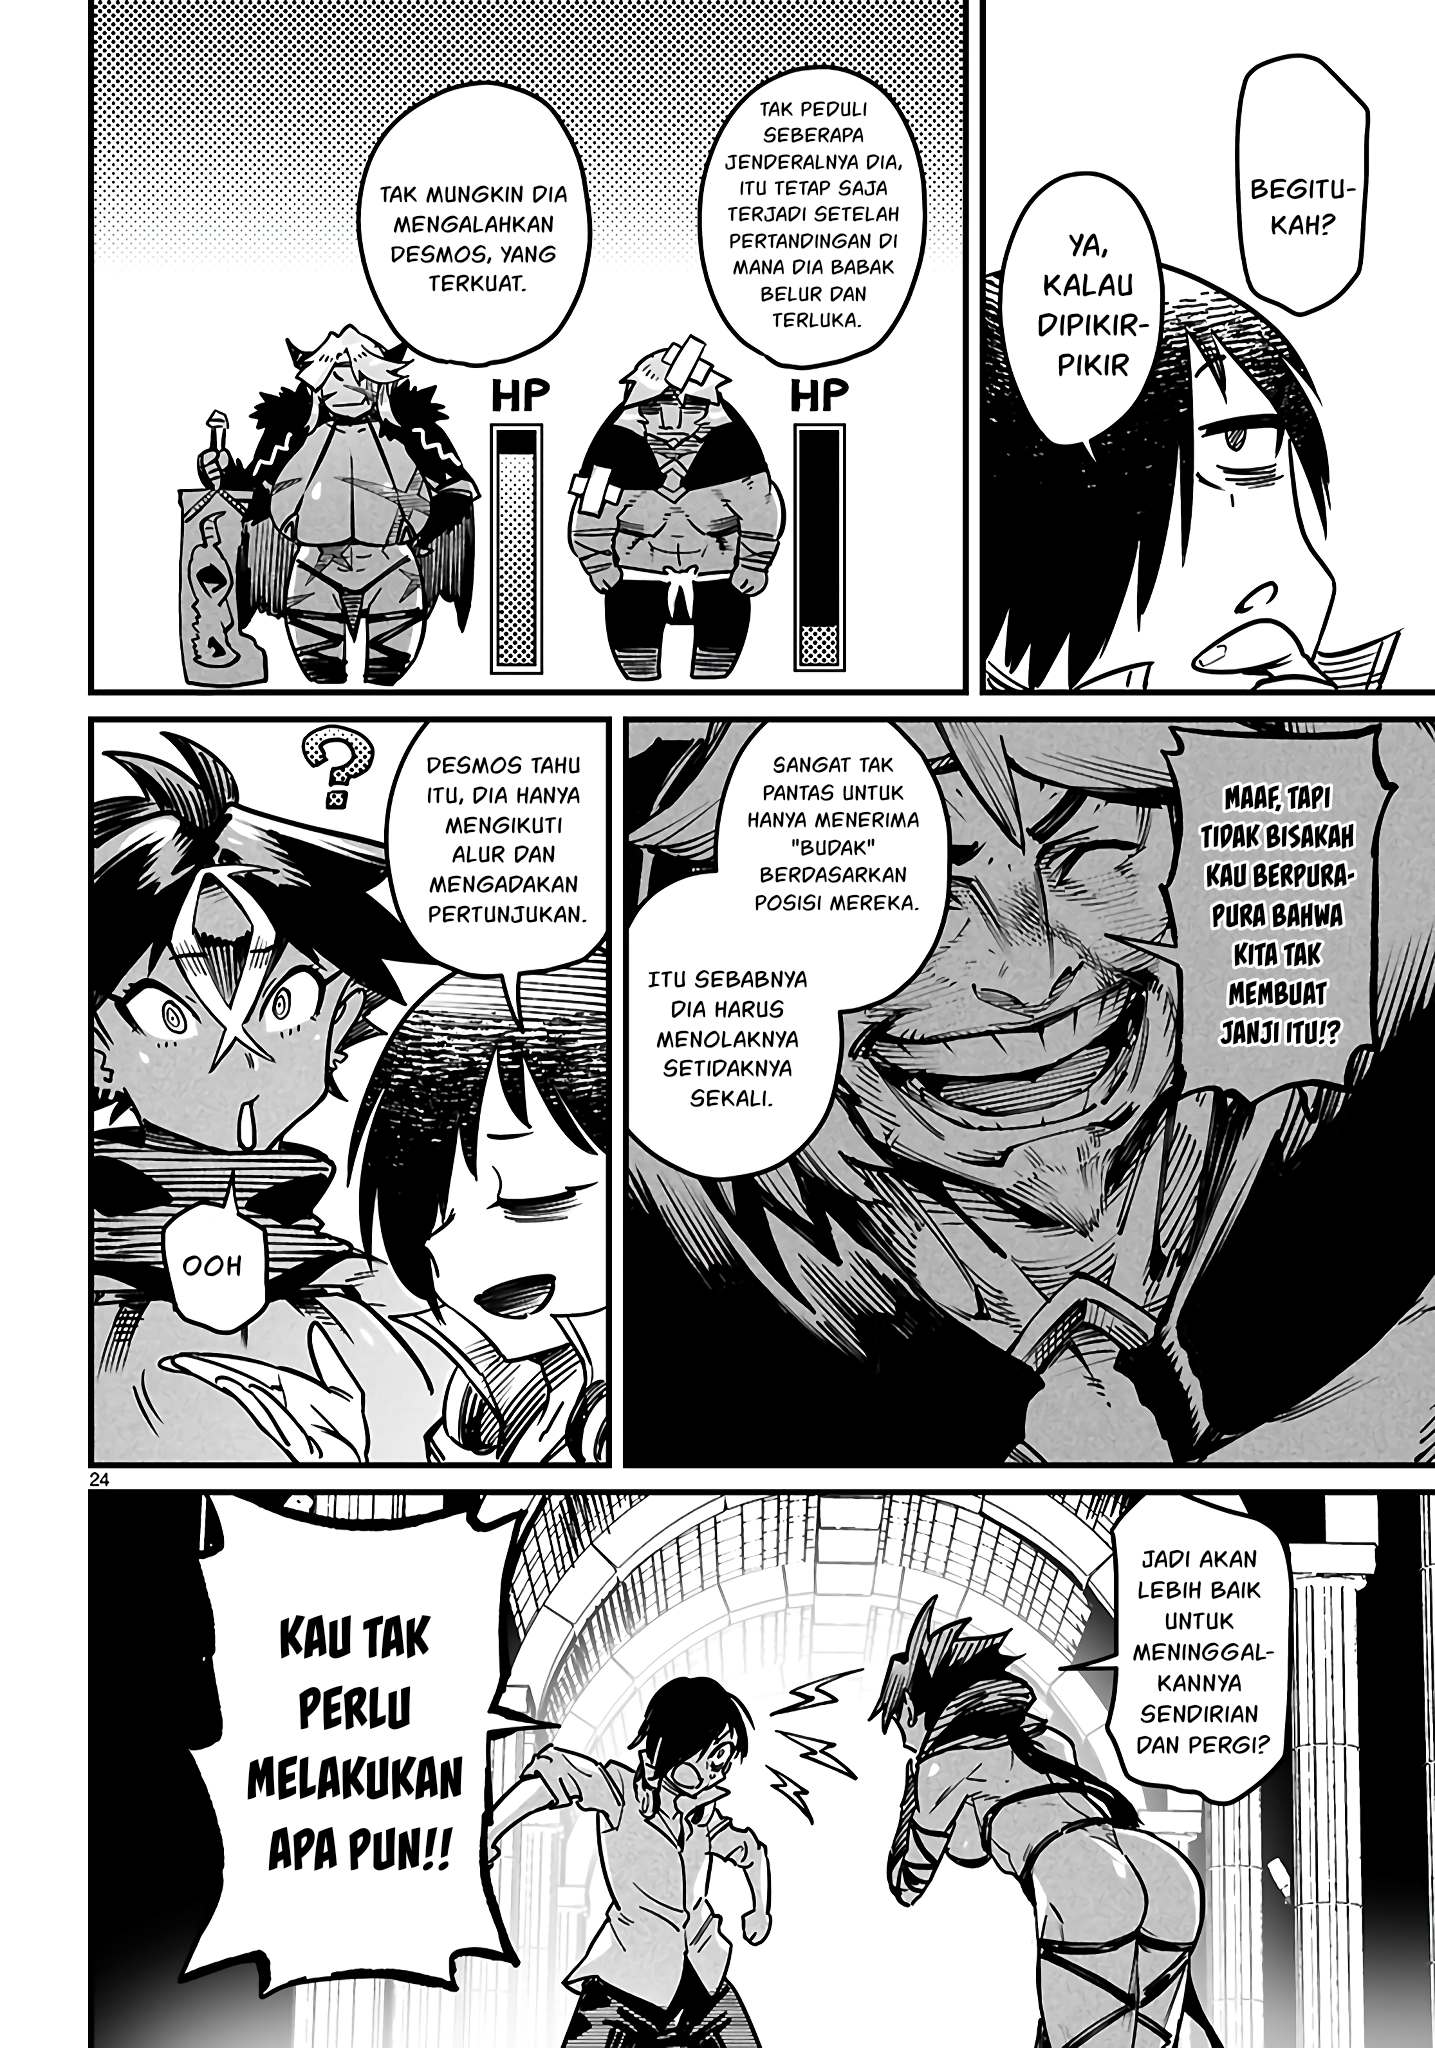 BEGITU-
KAH?
YA,
KALAU
DIPIKIR-
PIKIR
TAK PEDULI
SEBERAPA
JENDERALNYA DIA,
ITU TETAP SAJA
TERJADI SETELAH
PERTANDINGAN DI
MANA DIA BABAK
BELUR DAN
TERLUKA.
TAK MUNGKIN DIA
MENGALAHKAN
DESMOS, YANG
TERKUAT.
HP
HP
MAAF, TAPI
TIDAK BISAKAH
KAU BERPURA-
PURA BAHWA
KITA TAK
MEMBUAT
JANJI ITU!?
SANGAT TAK
PANTAS UNTUK
HANYA MENERIMA
"BUDAK"
BERDASARKAN
POSISI MEREKA.
ITU SEBABNYA
DIA HARUS
MENOLAKNYA
SETIDAKNYA
SEKALI.
?
DESMOS TAHU
ITU, DIA HANYA
MENGIKUTI
ALUR DAN
MENGADAKAN
PERTUNJUKAN.
OOH
24
JADI AKAN
LEBIH BAIK
UNTUK
MENINGGAL-
KANNYA
SENDIRIAN
DAN PERGI?
KAU TAK
PERLU
MELAKUKAN
APA PUN!!